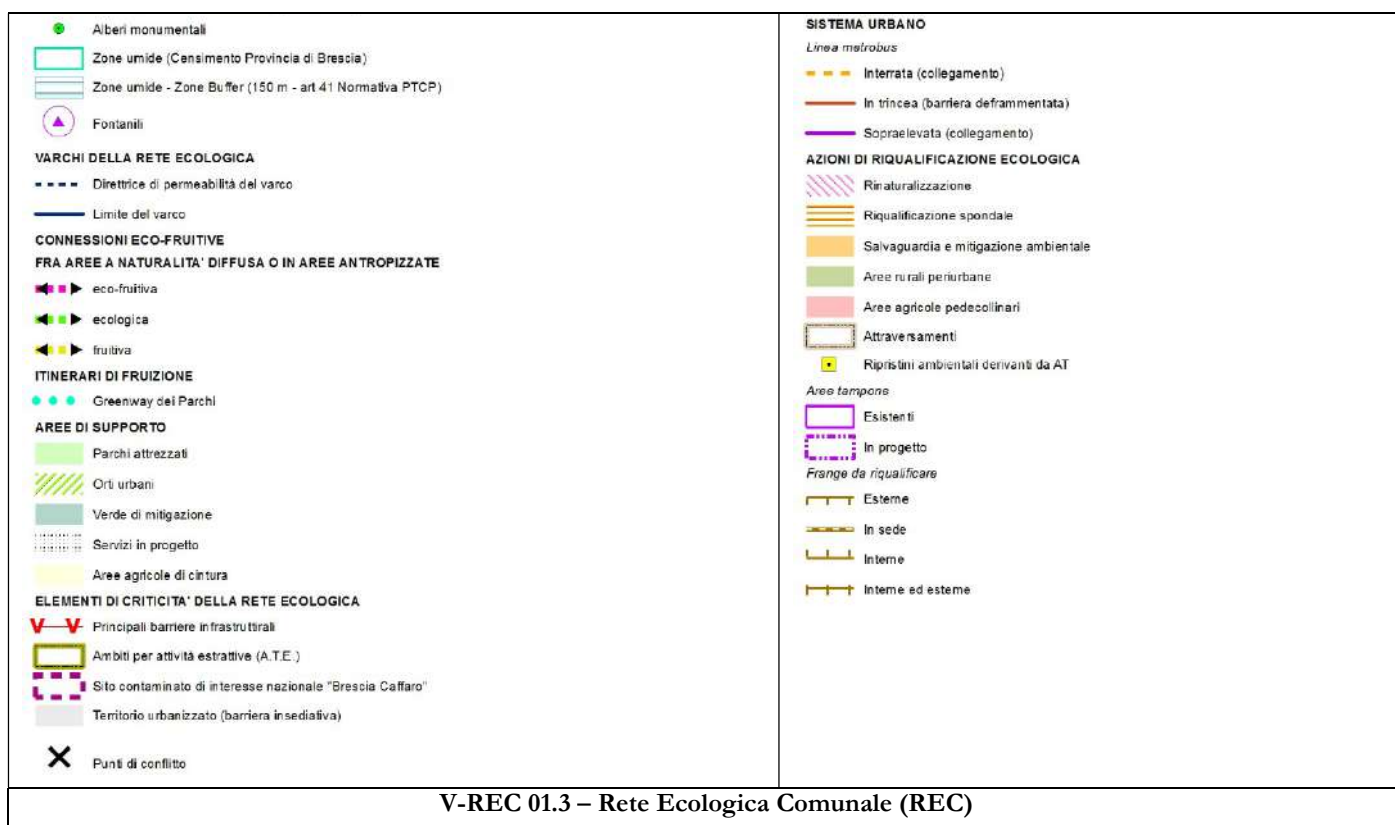 Alberi monumentali
Zone umide (Censimento Provincia di Brescia)
Zone umide - Zone Buffer (150 m - art 41 Normativa PTCP)
Fontanili
VARCHI DELLA RETE ECOLOGICA
Direttrice di permeabilità del varco
Limite del varco
CONNESSIONI ECO-FRUITIVE
FRA AREE A NATURALITA' DIFFUSA O IN AREE ANTROPIZZATE
eco-fruitiva
ecologica
fruitiva
ITINERARI DI FRUIZIONE
Greenway dei Parchi
AREE DI SUPPORTO
Parchi attrezzati
Orti urbani
Verde di mitigazione
Servizi in progetto
Aree agricole di cintura
ELEMENTI DI CRITICITA' DELLA RETE ECOLOGICA
Principali barriere infrastruttirali
Ambiti per attività estrattive (A.T.E.)
Sito contaminato di interesse nazionale "Brescia Caffaro"
Territorio urbanizzato (barriera insediativa)
Punti di conflitto
SISTEMA URBANO
Linea metrobus
Interrata (collegamento)
In trincea (barriera deframmentata)
Sopraelevata (collegamento)
AZIONI DI RIQUALIFICAZIONE ECOLOGICA
Rinaturalizzazione
Riqualificazione spondale
Salvaguardia e mitigazione ambientale
Aree rurali periurbane
Aree agricole pedecollinari
Attraversamenti
Ripristini ambientali derivanti da AT
Aree tampone
Esistenti
In progetto
Frange da riqualificare
Esterne
In sede
Interne
Interne ed esterne
V-REC 01.3 – Rete Ecologica Comunale (REC)